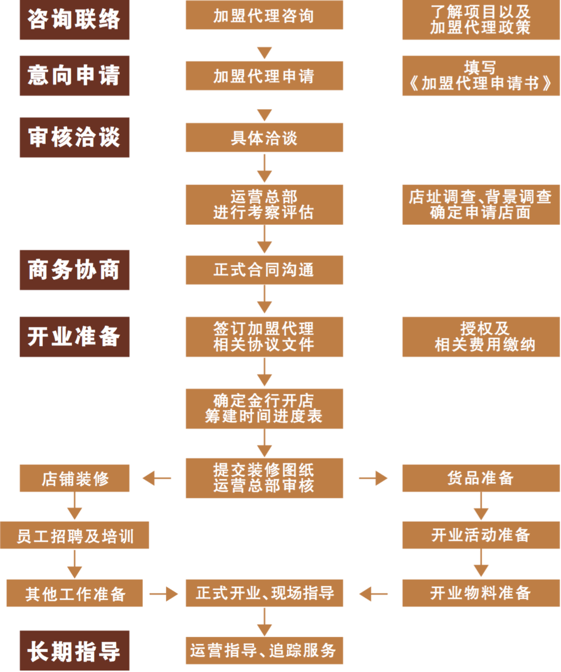 咨询联络
加盟代理咨询
了解项目以及
加盟代理政策
意向申请
加盟代理申请
填写
《加盟代理申请书》
审核洽谈
具体洽谈
运营总部
进行考察评估
店址调查、背景调查
确定申请店面
商务协商
正式合同沟通
开业准备
签订加盟代理
相关协议文件
授权及
相关费用缴纳
确定金行开店
筹建时间进度表
店铺装修
提交装修图纸
运营总部审核
货品准备
员工招聘及培训
开业活动准备
其他工作准备
正式开业、现场指导
开业物料准备
长期指导
运营指导、追踪服务